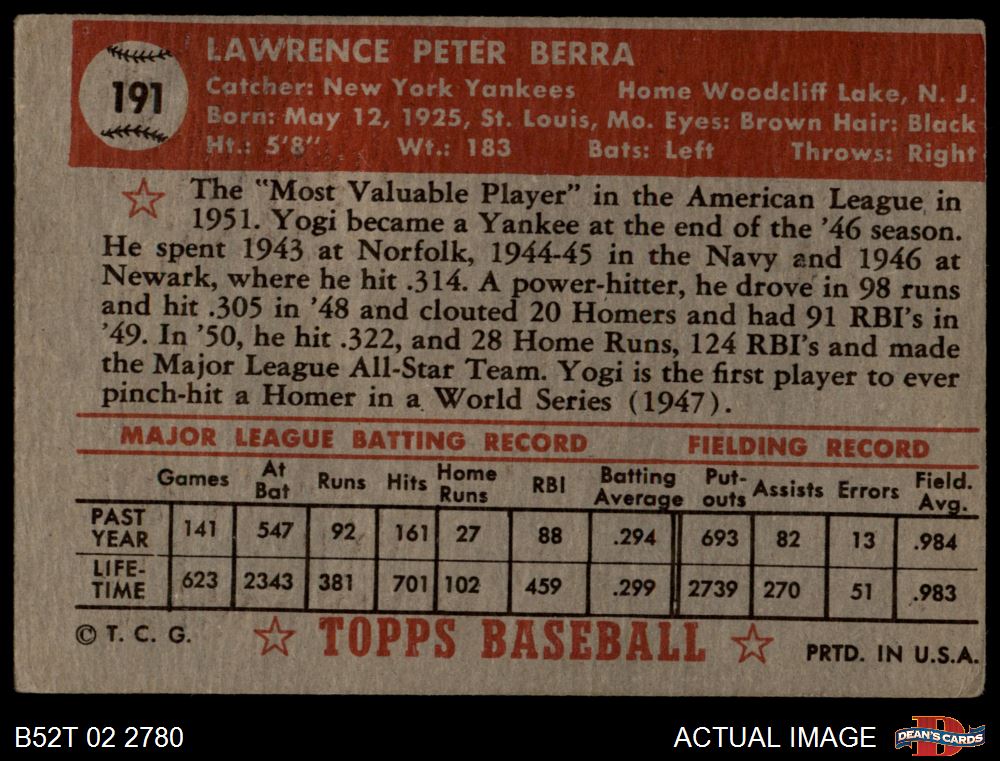 191
LAWRENCE PETER BERRA
Catcher: New York Yankees Home Woodcliff Lake, N. J.
Born: May 12, 1925, St. Louis, Mo. Eyes: Brown Hair: Black
Ht.: 5'8" Wt.: 183 Bats: Left Throws: Right
The "Most Valuable Player" in the American League in
1951. Yogi became a Yankee at the end of the '46 season.
He spent 1943 at Norfolk, 1944-45 in the Navy and 1946 at
Newark, where he hit .314. A power-hitter, he drove in 98 runs
and hit .305 in '48 and clouted 20 Homers and had 91 RBI's in
'49. In '50, he hit .322, and 28 Home Runs, 124 RBI's and made
the Major League All-Star Team. Yogi is the first player to ever
pinch-hit a Homer in a World Series (1947).
MAJOR LEAGUE BATTING RECORD FIELDING RECORD
Games At Bat Runs Hits Home Runs RBI Batting Average Put-outs Assists Errors Field. Avg.
PAST YEAR 141 547 92 161 27 88 .294 693 82 13 .984
LIFE-TIME 623 2343 381 701 102 459 .299 2739 270 51 .983
© T. C. G. TOPPS BASEBALL PRTD. IN U.S.A.
B52T 02 2780 ACTUAL IMAGE DEAN'S CARDS